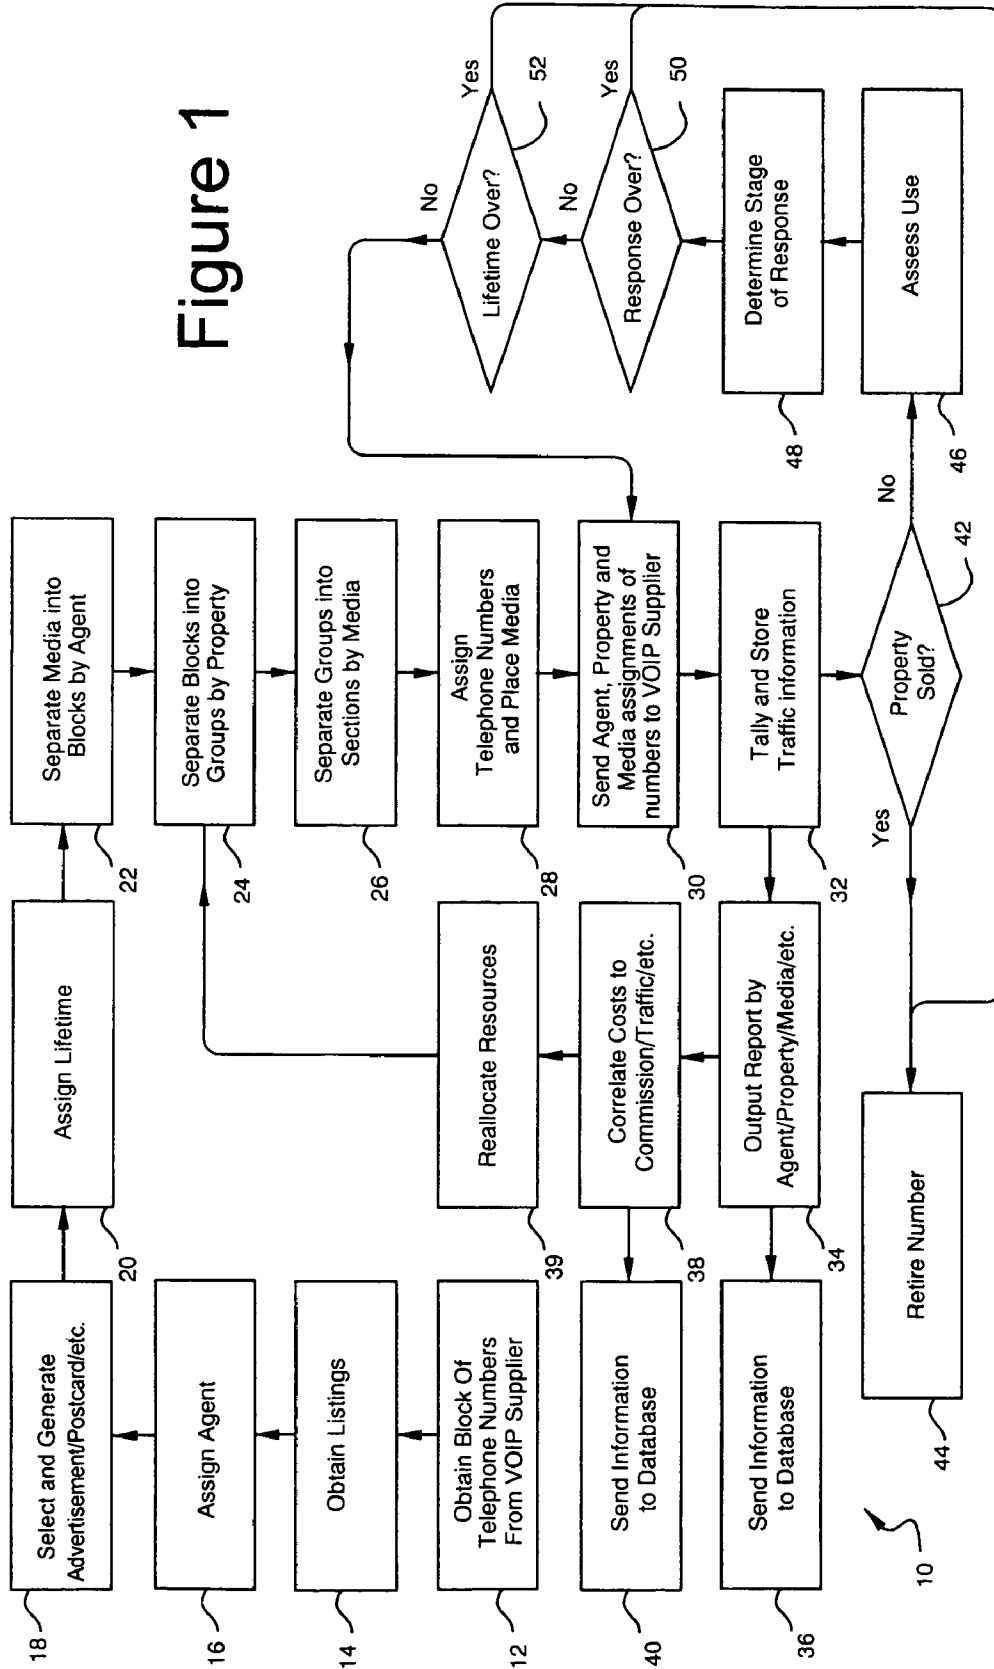 Figure 1
Select and Generate
Advertisement/Postcard/etc.
18
Assign Agent
16
Obtain Listings
14
Obtain Block Of
Telephone Numbers
From VOIP Supplier
12
Send Information
to Database
40
Send Information
to Database
36
10
Assign Lifetime
20
Reallocate Resources
39
Correlate Costs to
Commission/Traffic/etc.
38
Output Report by
Agent/Property/Media/etc.
34
Retire Number
44
Separate Media into
Blocks by Agent
22
Separate Blocks into
Groups by Property
24
Separate Groups into
Sections by Media
26
Assign
Telephone Numbers
and Place Media
28
Send Agent, Property and
Media assignments of
numbers to VOIP Supplier
30
Tally and Store
Traffic information
32
Property
Sold?
42
Yes
No
Assess Use
46
Determine Stage
of Response
48
Response Over?
50
No
Yes
Lifetime Over?
52
No
Yes